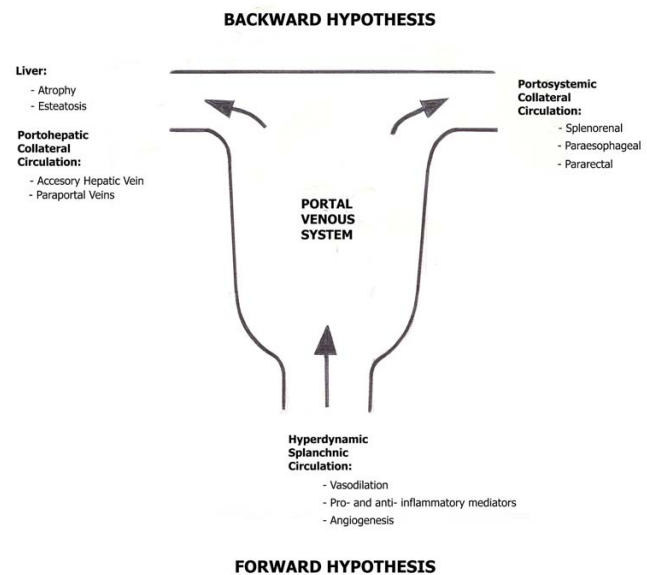 BACKWARD HYPOTHESIS
Liver:
- Atrophy
- Esteatosis
Portohepatic
Collateral
Circulation:
- Accesory Hepatic Vein
- Paraportal Veins
Portosystemic
Collateral
Circulation:
- Splenorenal
- Paraesophageal
- Pararectal
PORTAL
VENOUS
SYSTEM
Hyperdynamic
Splanchnic
Circulation:
- Vasodilation
- Pro- and anti- inflammatory mediators
- Angiogenesis
FORWARD HYPOTHESIS